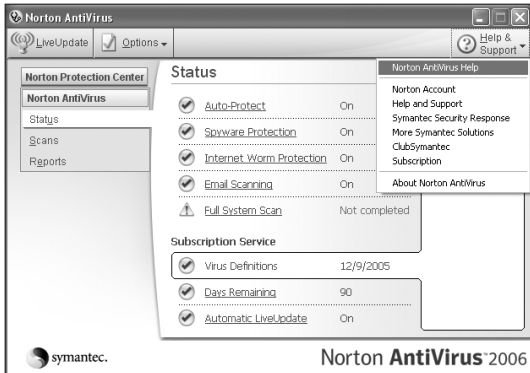 Norton AntiVirus
LiveUpdate Options Help & Support
Norton Protection Center
Norton AntiVirus
Status
Scans
Reports
Status
Auto-Protect On
Spyware Protection On
Internet Worm Protection On
Email Scanning On
Full System Scan Not completed
Subscription Service
Virus Definitions 12/9/2005
Days Remaining 90
Automatic LiveUpdate On
Norton AntiVirus Help
Norton Account
Help and Support
Symantec Security Response
More Symantec Solutions
ClubSymantec
Subscription
About Norton AntiVirus
symantec.
Norton AntiVirus™2006